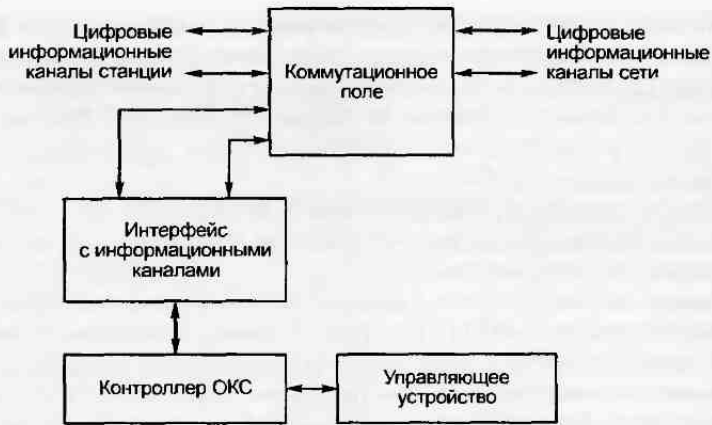 Цифровые
информационные
каналы станции
Коммутационное
поле
Цифровые
информационные
каналы сети
Интерфейс
с информационными
каналами
Контроллер ОКС
Управляющее
устройство